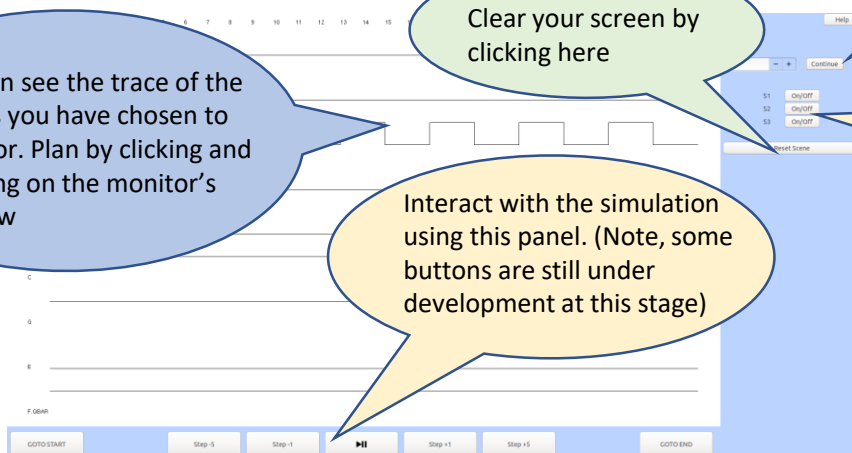 6 7 8 9 10 11 12 13 14 15
Help
Clear your screen by
clicking here
- + Continue
S1 On/Off
S2 On/Off
S3 On/Off
Reset Scene
n see the trace of the
you have chosen to
or. Plan by clicking and
ng on the monitor's
w
Interact with the simulation
using this panel. (Note, some
buttons are still under
development at this stage)
C
G
E
F.QBAR
GOTO START Step -5 Step -1 Step +1 Step +5 GOTO END